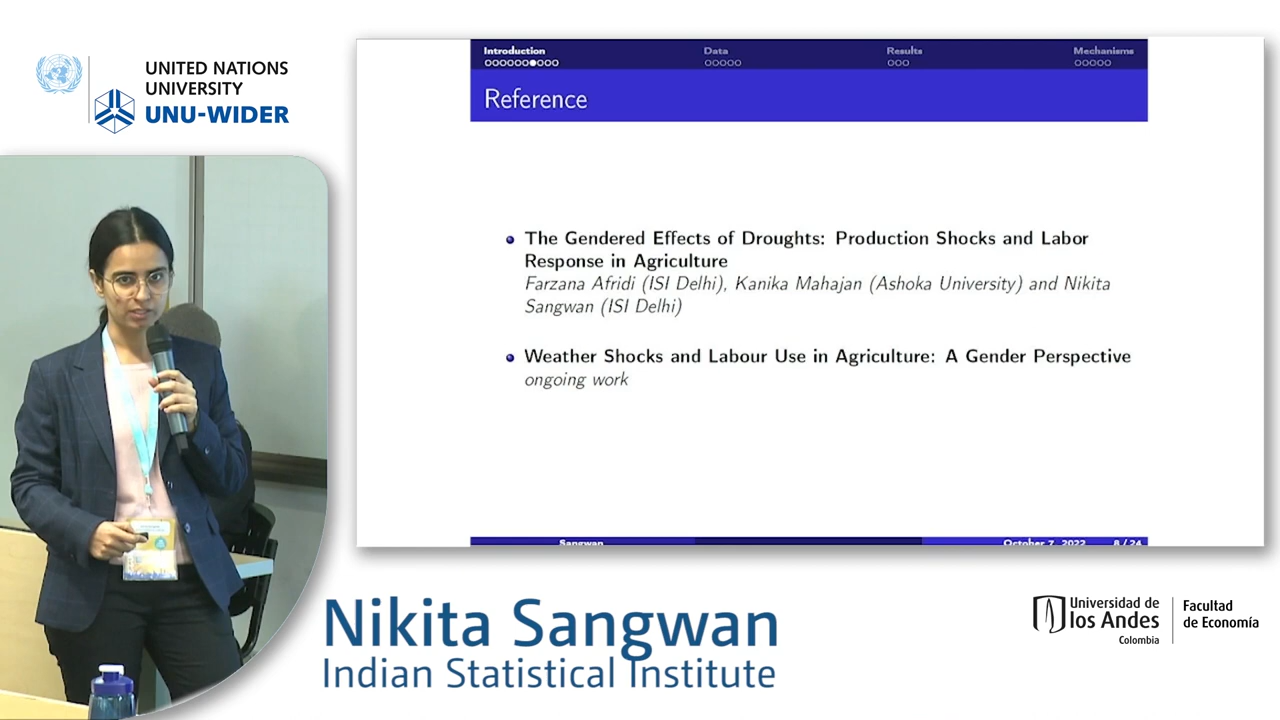 UNITED NATIONS
UNIVERSITY
UNU-WIDER
Introduction
Data
Results
Mechanisms
Reference
The Gendered Effects of Droughts: Production Shocks and Labor
Response in Agriculture
Farzana Afridi (ISI Delhi), Kanika Mahajan (Ashoka University) and Nikita
Sangwan (ISI Delhi)
Weather Shocks and Labour Use in Agriculture: A Gender Perspective
ongoing work
Sangwan
October 7, 2022
8 / 24
Nikita Sangwan
Indian Statistical Institute
Universidad de
los Andes
Colombia
Facultad
de Economía